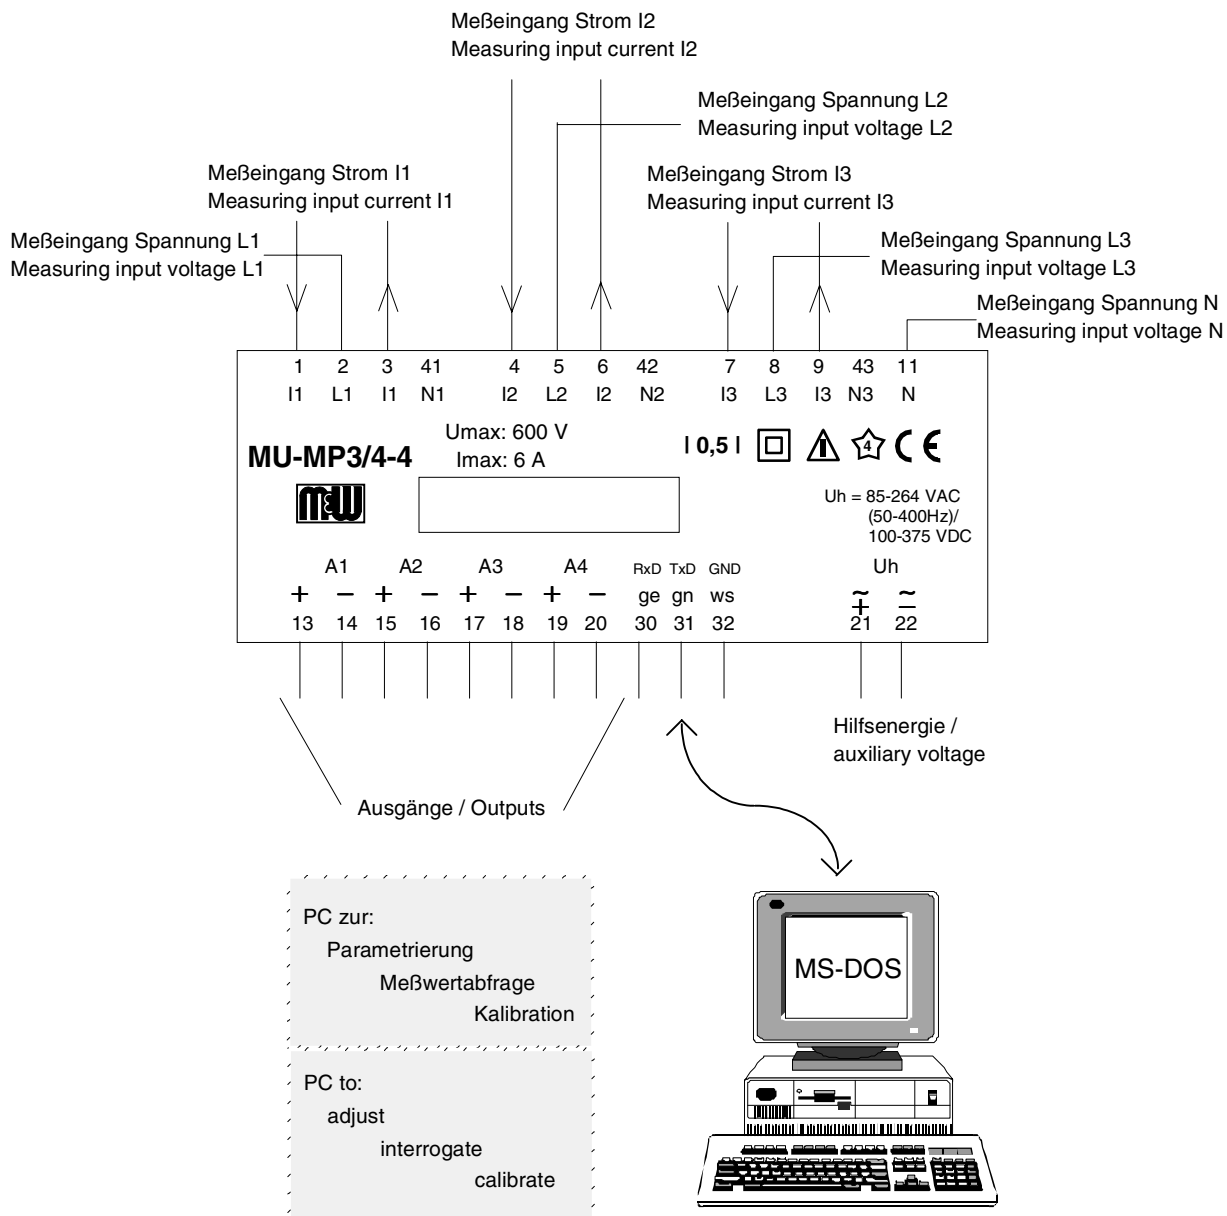 Meßeingang Strom I2
Measuring input current I2
Meßeingang Spannung L2
Measuring input voltage L2
Meßeingang Strom I1
Measuring input current I1
Meßeingang Strom I3
Measuring input current I3
Meßeingang Spannung L1
Measuring input voltage L1
Meßeingang Spannung L3
Measuring input voltage L3
Meßeingang Spannung N
Measuring input voltage N
1 2 3 41 4 5 6 42 7 8 9 43 11
I1 L1 I1 N1 I2 L2 I2 N2 I3 L3 I3 N3 N
Umax: 600 V
Imax: 6 A
MU-MP3/4-4
I 0,5 I
4
CE
M&W
Uh = 85-264 VAC
(50-400Hz)/
100-375 VDC
A1 A2 A3 A4 RxD TxD GND Uh
+ – + – + – + – ge gn ws ~ ~
+ –
13 14 15 16 17 18 19 20 30 31 32 21 22
Hilfsenergie /
auxiliary voltage
Ausgänge / Outputs
PC zur:
Parametrierung
Meßwertabfrage
Kalibration
PC to:
adjust
interrogate
calibrate
MS-DOS